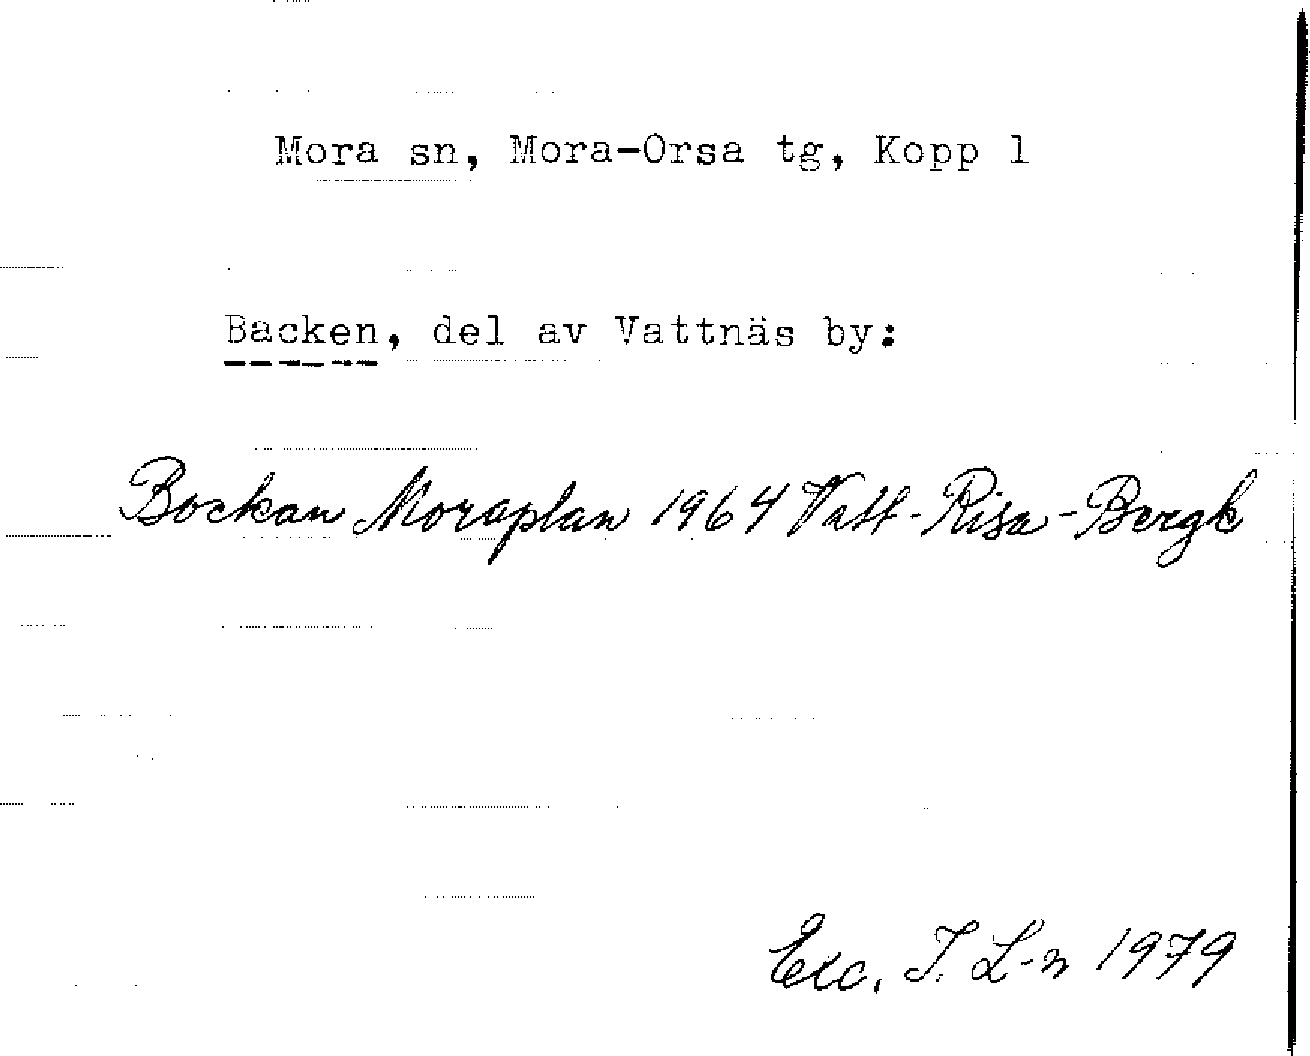 Mora sn, Mora-Orsa tg, Kopp l
Backen, del av Vattnäs by:
Bockan Moraplan 1964 Vatt-Risa-Bergk
Exc. T. L-n 1979